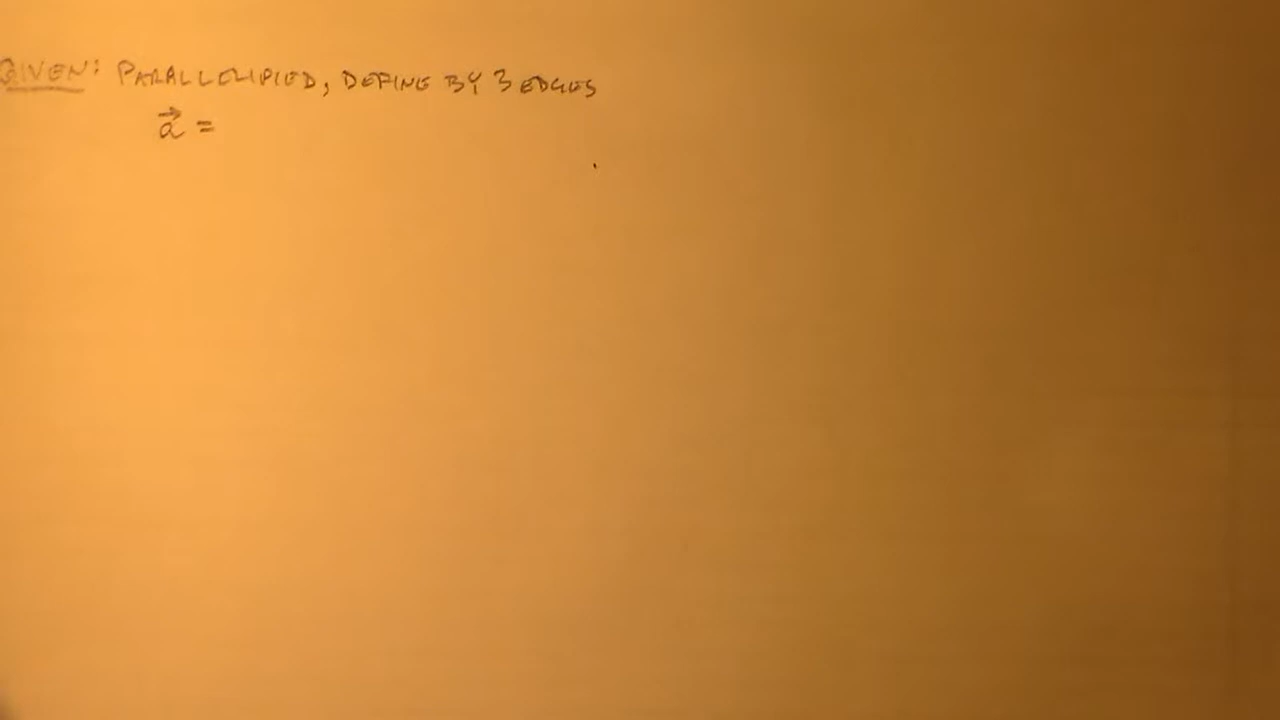 GIVEN: PARALLELIPIED, DEFINE BY 3 EDGES
a⃗ =